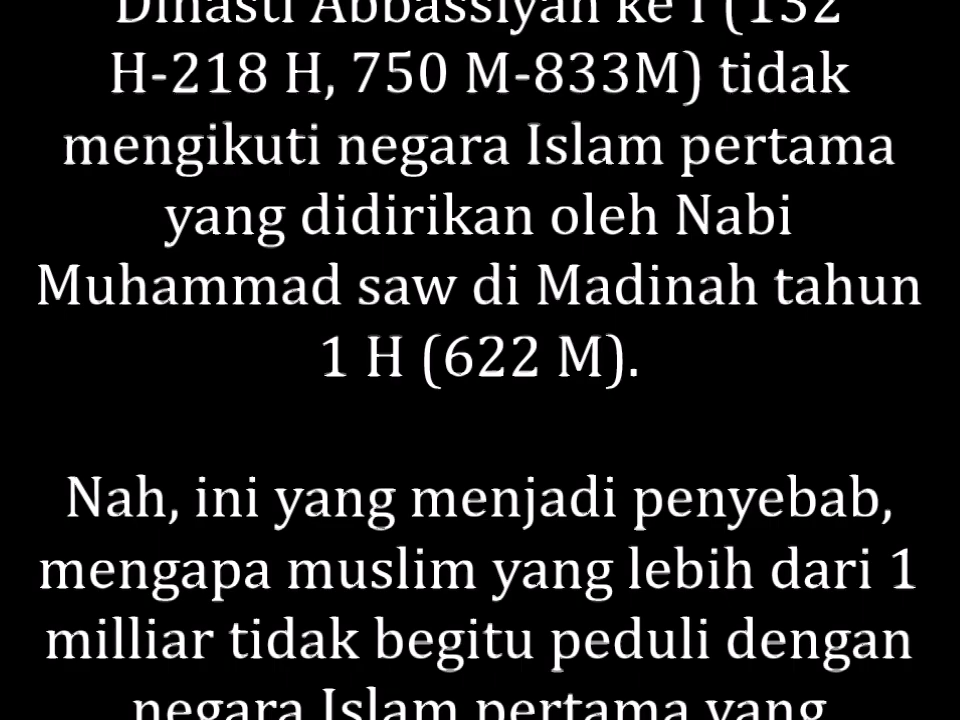 Dinasti Abbassiyah ke I (132
H-218 H, 750 M-833M) tidak
mengikuti negara Islam pertama
yang didirikan oleh Nabi
Muhammad saw di Madinah tahun
1 H (622 M).
Nah, ini yang menjadi penyebab,
mengapa muslim yang lebih dari 1
milliar tidak begitu peduli dengan
negara Islam pertama yang